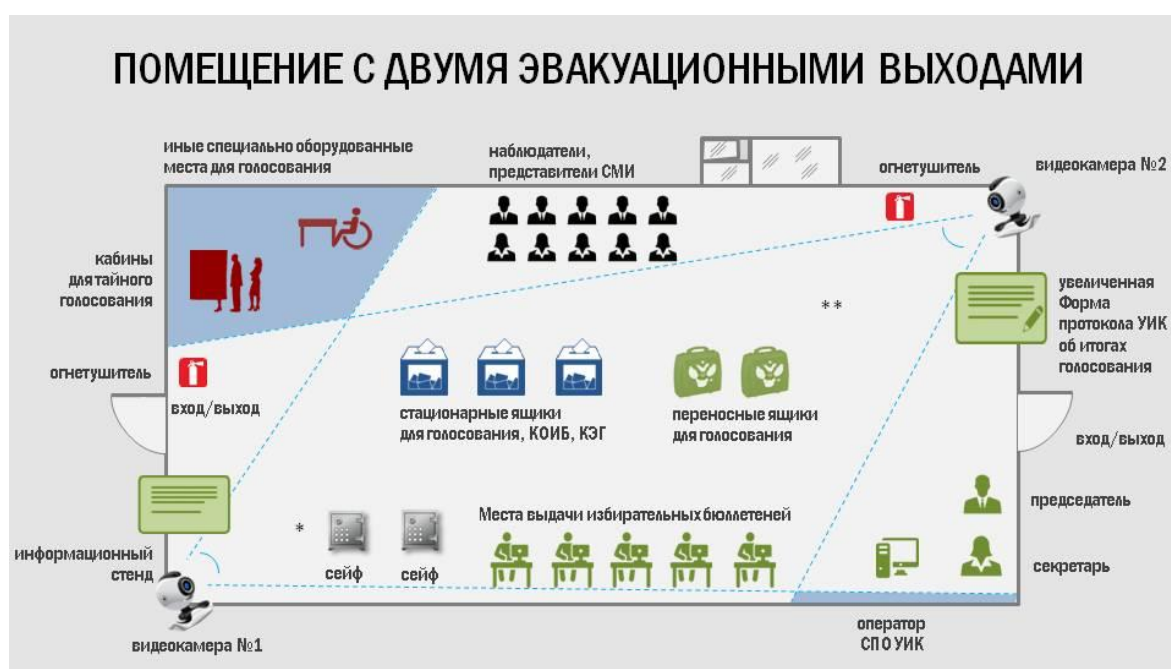 ПОМЕЩЕНИЕ С ДВУМЯ ЭВАКУАЦИОННЫМИ ВЫХОДАМИ
иные специально оборудованные
места для голосования
наблюдатели,
представители СМИ
огнетушитель
видеокамера №2
кабины
для тайного
голосования
увеличенная
Форма
протокола УИК
об итогах
голосования
**
огнетушитель
вход/выход
стационарные ящики
для голосования, КОИБ, КЭГ
переносные ящики
для голосования
вход/выход
председатель
Места выдачи избирательных бюллетеней
*
информационный
стенд
сейф
сейф
секретарь
оператор
СПО УИК
видеокамера №1